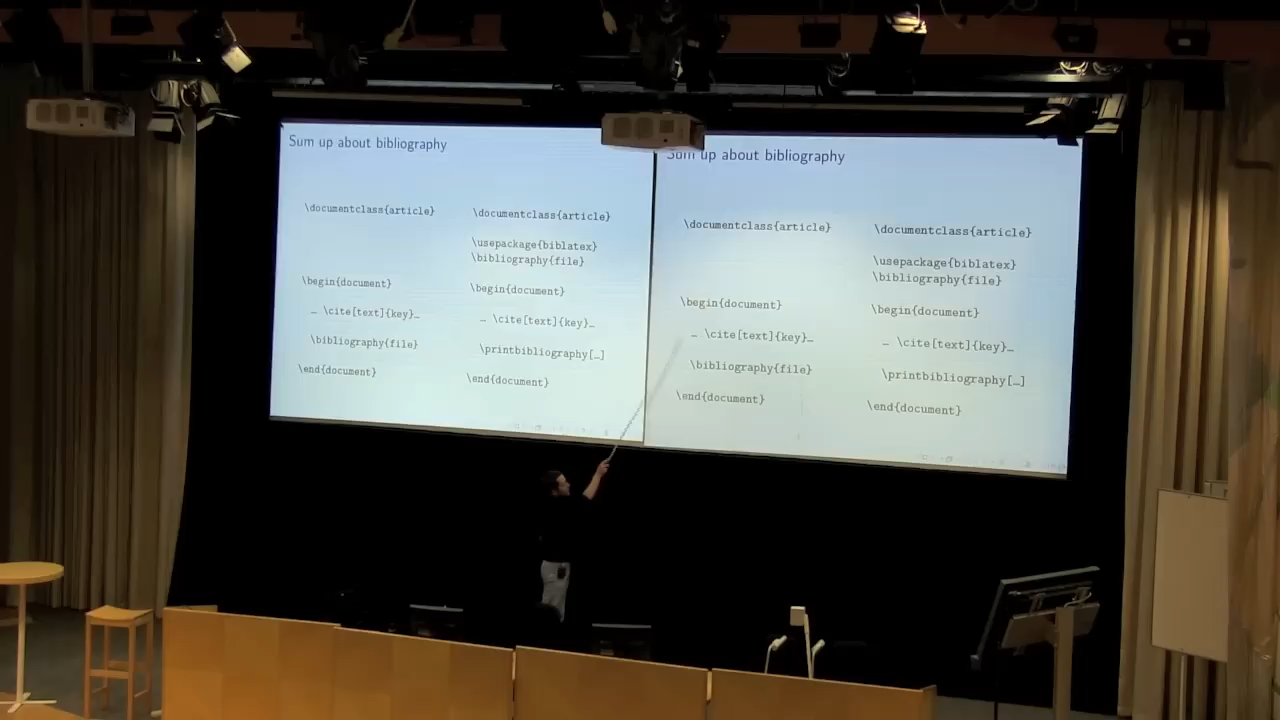 Sum up about bibliography
\documentclass{article}
\begin{document}
… \cite[text]{key}…
\bibliography{file}
\end{document}
\documentclass{article}
\usepackage{biblatex}
\bibliography{file}
\begin{document}
… \cite[text]{key}…
\printbibliography[…]
\end{document}
Sum up about bibliography
\documentclass{article}
\begin{document}
… \cite[text]{key}…
\bibliography{file}
\end{document}
\documentclass{article}
\usepackage{biblatex}
\bibliography{file}
\begin{document}
… \cite[text]{key}…
\printbibliography[…]
\end{document}